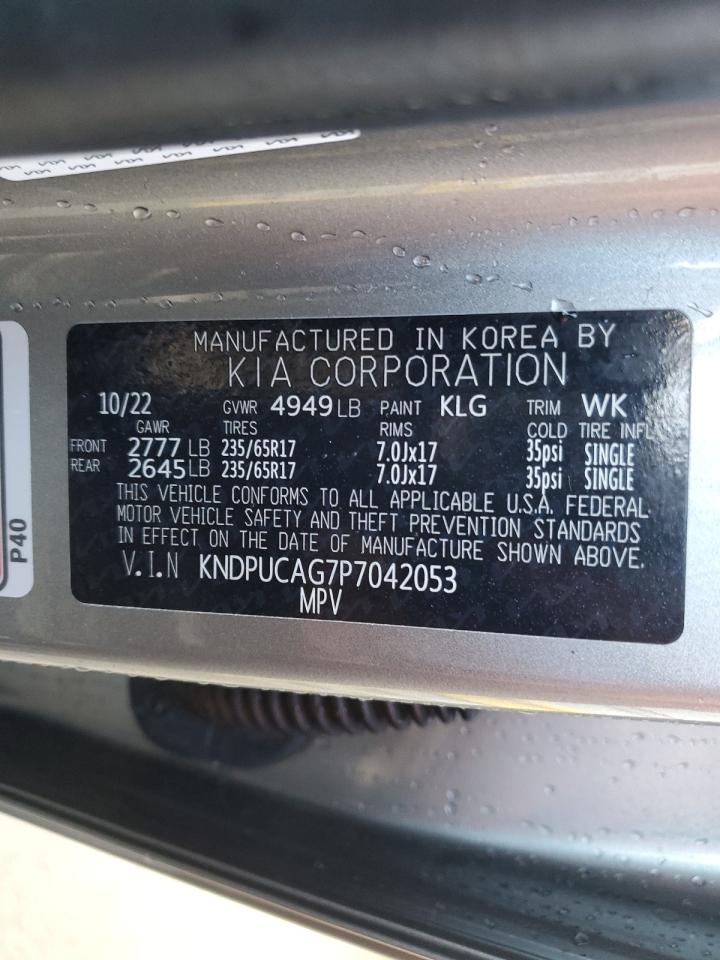 MANUFACTURED IN KOREA BY
KIA CORPORATION
10/22 GVWR 4949 LB PAINT KLG TRIM WK
GAWR TIRES RIMS COLD TIRE INFL
FRONT 2777 LB 235/65R17 7.0Jx17 35psi SINGLE
REAR 2645 LB 235/65R17 7.0Jx17 35psi SINGLE
THIS VEHICLE CONFORMS TO ALL APPLICABLE U.S.A. FEDERAL
MOTOR VEHICLE SAFETY AND THEFT PREVENTION STANDARDS
IN EFFECT ON THE DATE OF MANUFACTURE SHOWN ABOVE.
V.I.N KNDPUCAG7P7042053
MPV
P40